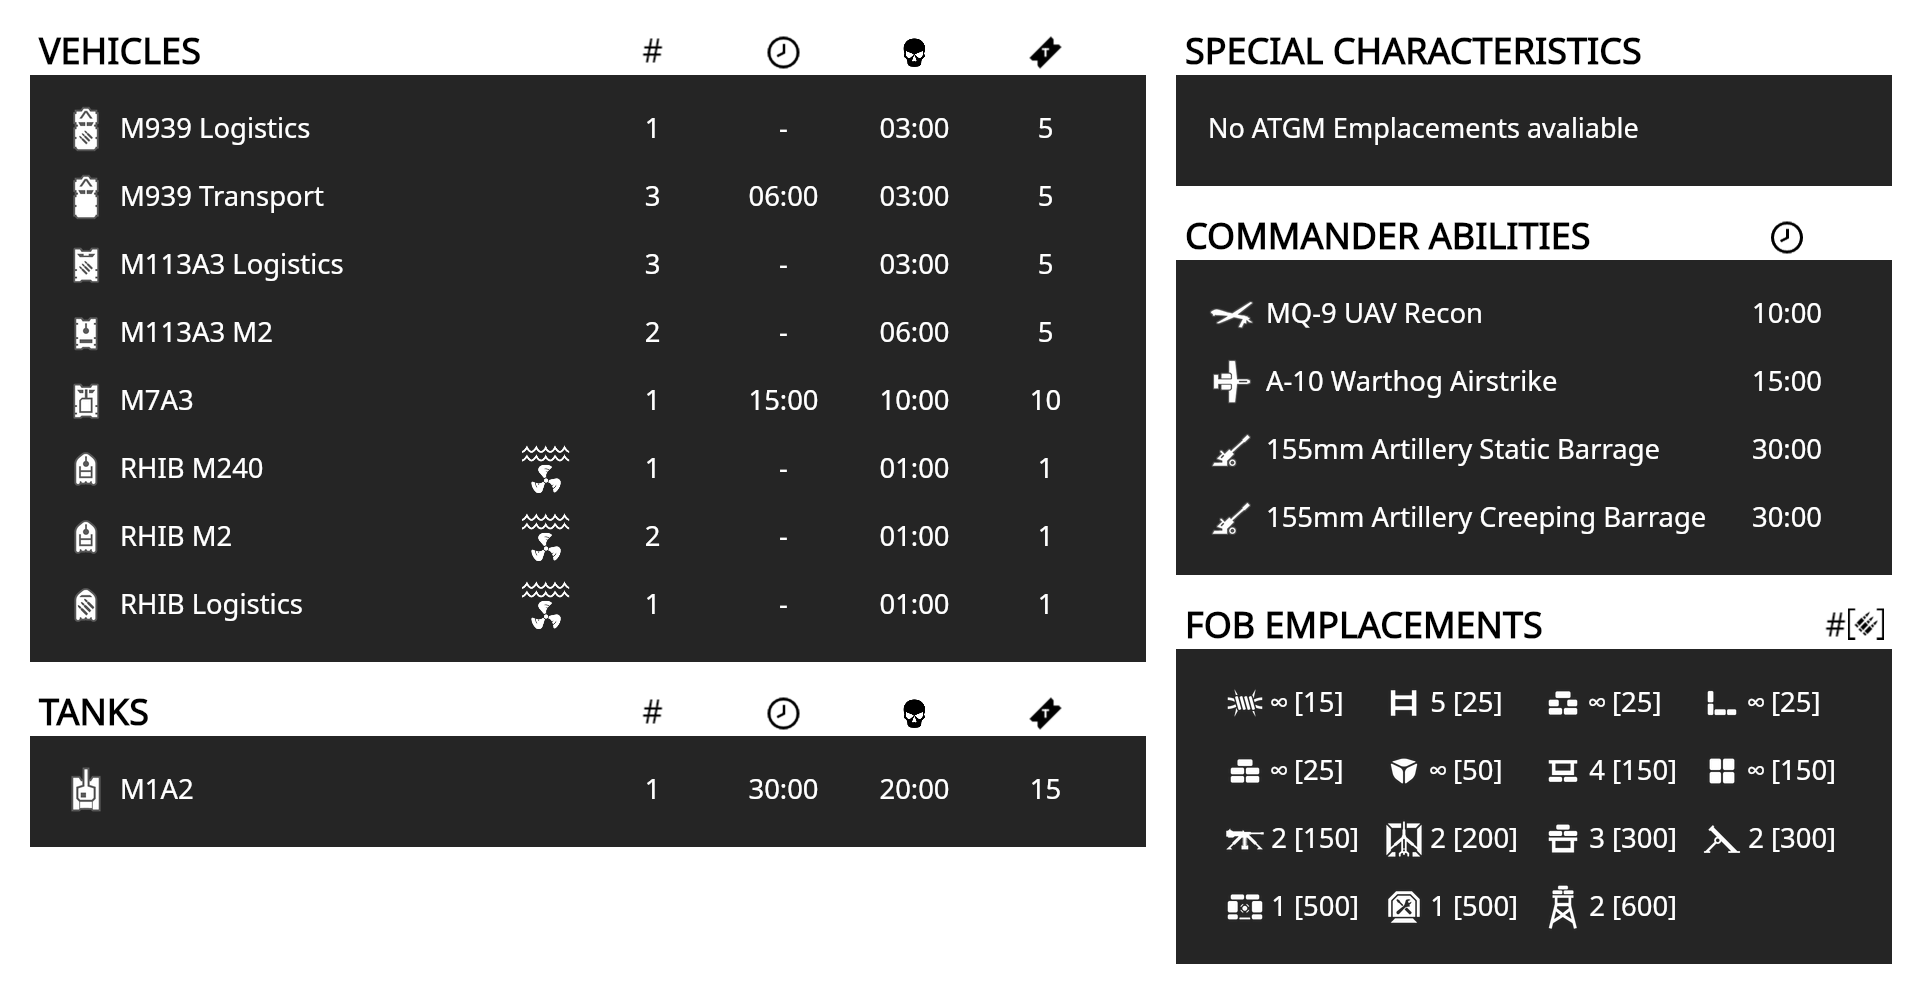 VEHICLES #
M939 Logistics 1 - 03:00 5
M939 Transport 3 06:00 03:00 5
M113A3 Logistics 3 - 03:00 5
M113A3 M2 2 - 06:00 5
M7A3 1 15:00 10:00 10
RHIB M240 1 - 01:00 1
RHIB M2 2 - 01:00 1
RHIB Logistics 1 - 01:00 1
TANKS #
M1A2 1 30:00 20:00 15
SPECIAL CHARACTERISTICS
No ATGM Emplacements avaliable
COMMANDER ABILITIES
MQ-9 UAV Recon 10:00
A-10 Warthog Airstrike 15:00
155mm Artillery Static Barrage 30:00
155mm Artillery Creeping Barrage 30:00
FOB EMPLACEMENTS #[]
∞ [15] 5 [25] ∞ [25] ∞ [25]
∞ [25] ∞ [50] 4 [150] ∞ [150]
2 [150] 2 [200] 3 [300] 2 [300]
1 [500] 1 [500] 2 [600]